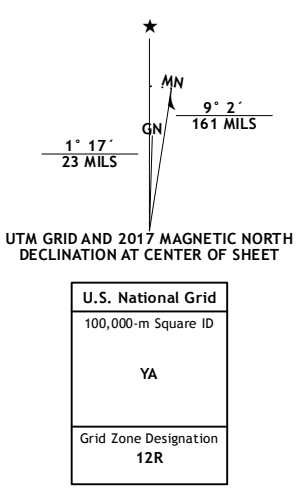 ★
MN
GN
9° 2´
161 MILS
1° 17´
23 MILS
UTM GRID AND 2017 MAGNETIC NORTH
DECLINATION AT CENTER OF SHEET
U.S. National Grid
100,000-m Square ID
YA
Grid Zone Designation
12R